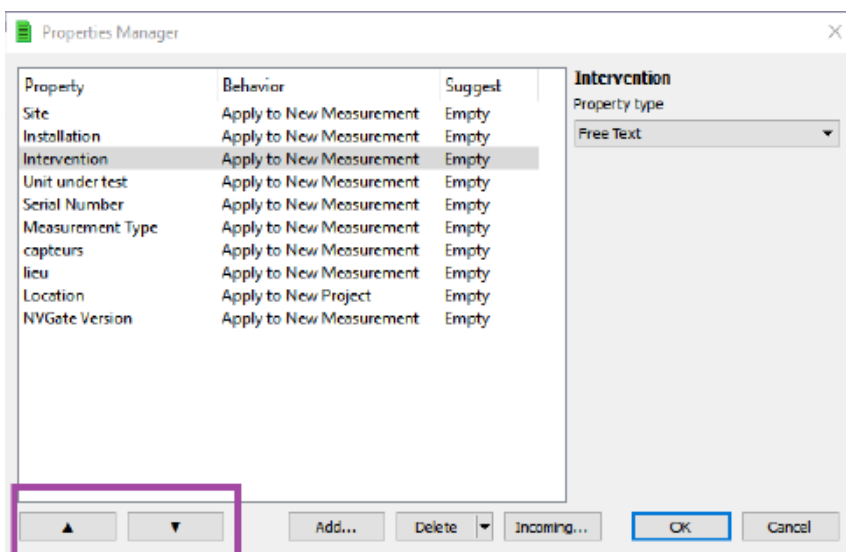 Properties Manager
Property Behavior Suggest
Site Apply to New Measurement Empty
Installation Apply to New Measurement Empty
Intervention Apply to New Measurement Empty
Unit under test Apply to New Measurement Empty
Serial Number Apply to New Measurement Empty
Measurement Type Apply to New Measurement Empty
capteurs Apply to New Measurement Empty
lieu Apply to New Measurement Empty
Location Apply to New Project Empty
NVGate Version Apply to New Measurement Empty
Intervention
Property type
Free Text
Add... Delete Incoming... OK Cancel